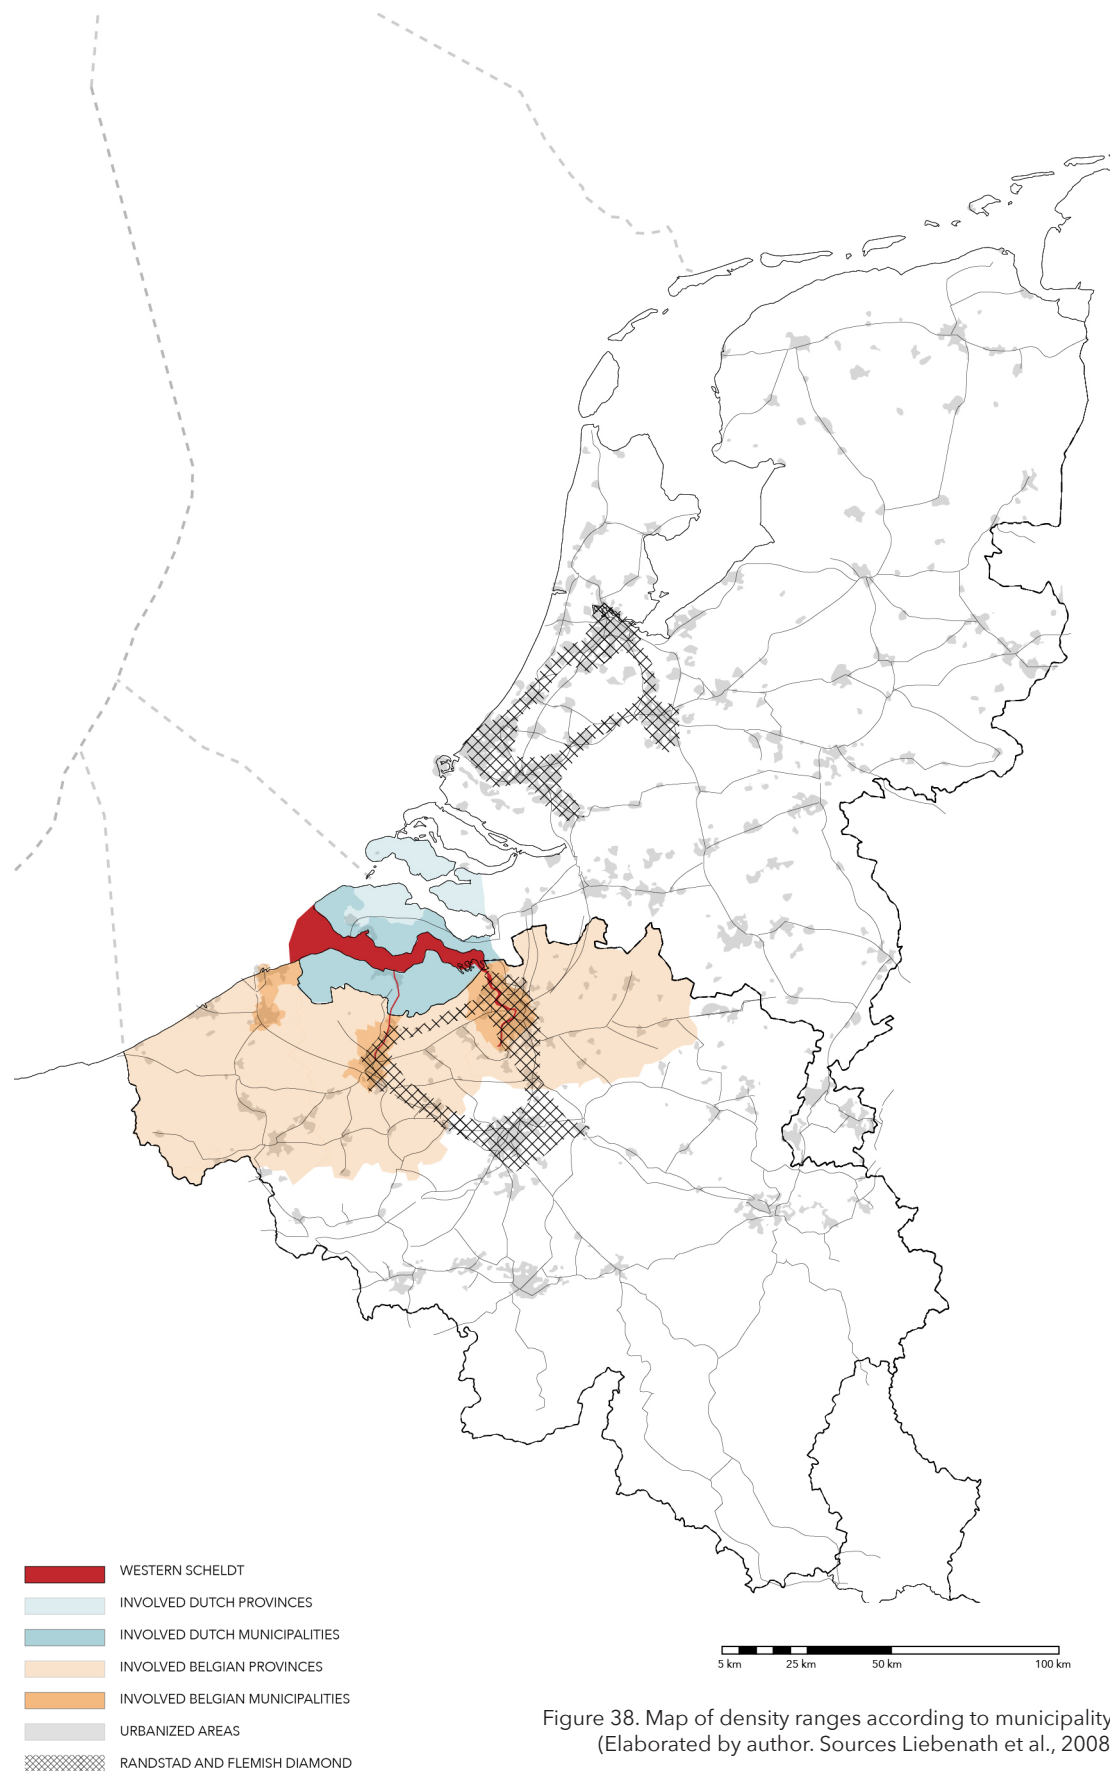 WESTERN SCHELDT
INVOLVED DUTCH PROVINCES
INVOLVED DUTCH MUNICIPALITIES
INVOLVED BELGIAN PROVINCES
INVOLVED BELGIAN MUNICIPALITIES
URBANIZED AREAS
RANDSTAD AND FLEMISH DIAMOND
5 km 25 km 50 km 100 km
Figure 38. Map of density ranges according to municipality
(Elaborated by author. Sources Liebenath et al., 2008